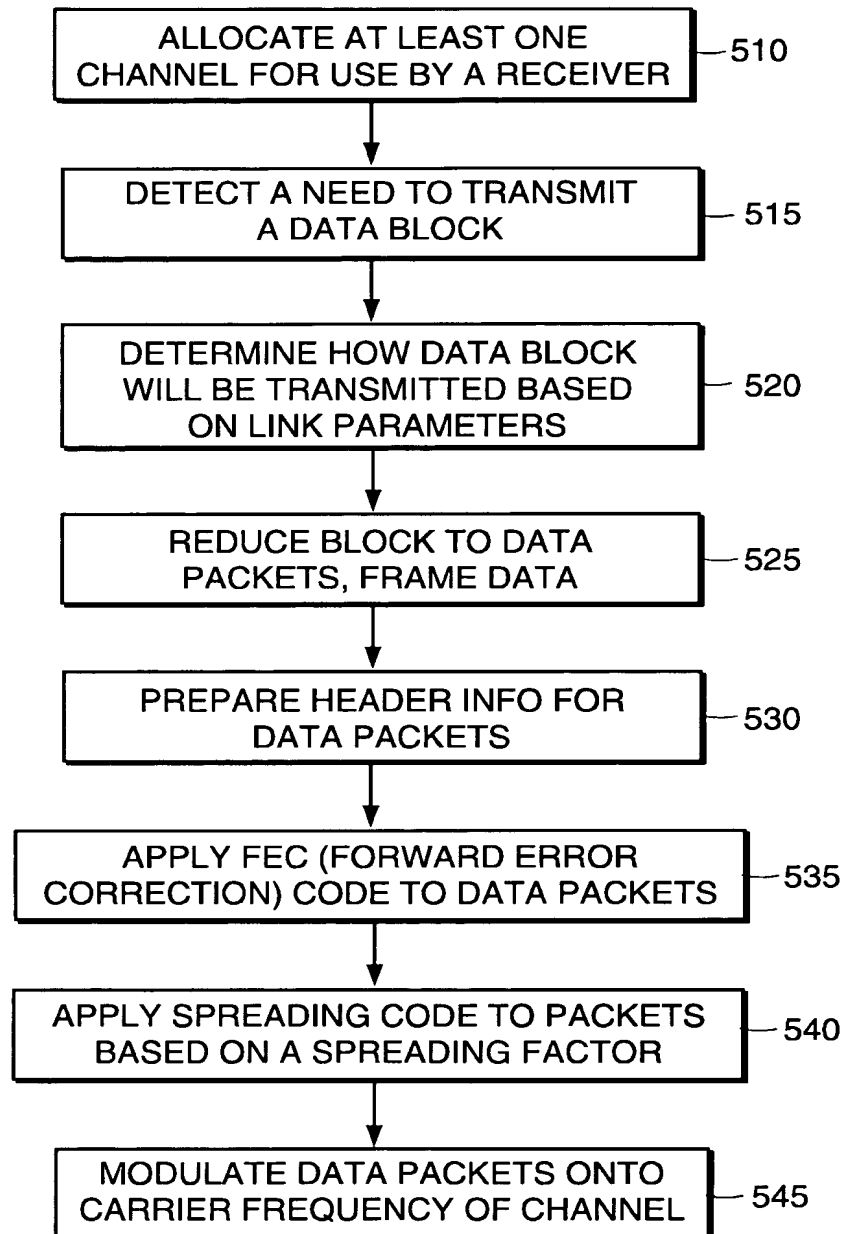 ALLOCATE AT LEAST ONE
CHANNEL FOR USE BY A RECEIVER
510
DETECT A NEED TO TRANSMIT
A DATA BLOCK
515
DETERMINE HOW DATA BLOCK
WILL BE TRANSMITTED BASED
ON LINK PARAMETERS
520
REDUCE BLOCK TO DATA
PACKETS, FRAME DATA
525
PREPARE HEADER INFO FOR
DATA PACKETS
530
APPLY FEC (FORWARD ERROR
CORRECTION) CODE TO DATA PACKETS
535
APPLY SPREADING CODE TO PACKETS
BASED ON A SPREADING FACTOR
540
MODULATE DATA PACKETS ONTO
CARRIER FREQUENCY OF CHANNEL
545